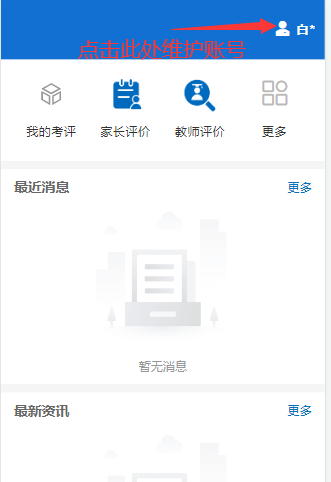 白*
点击此处维护账号
我的考评 家长评价 教师评价 更多
最近消息 更多
暂无消息
最新资讯 更多